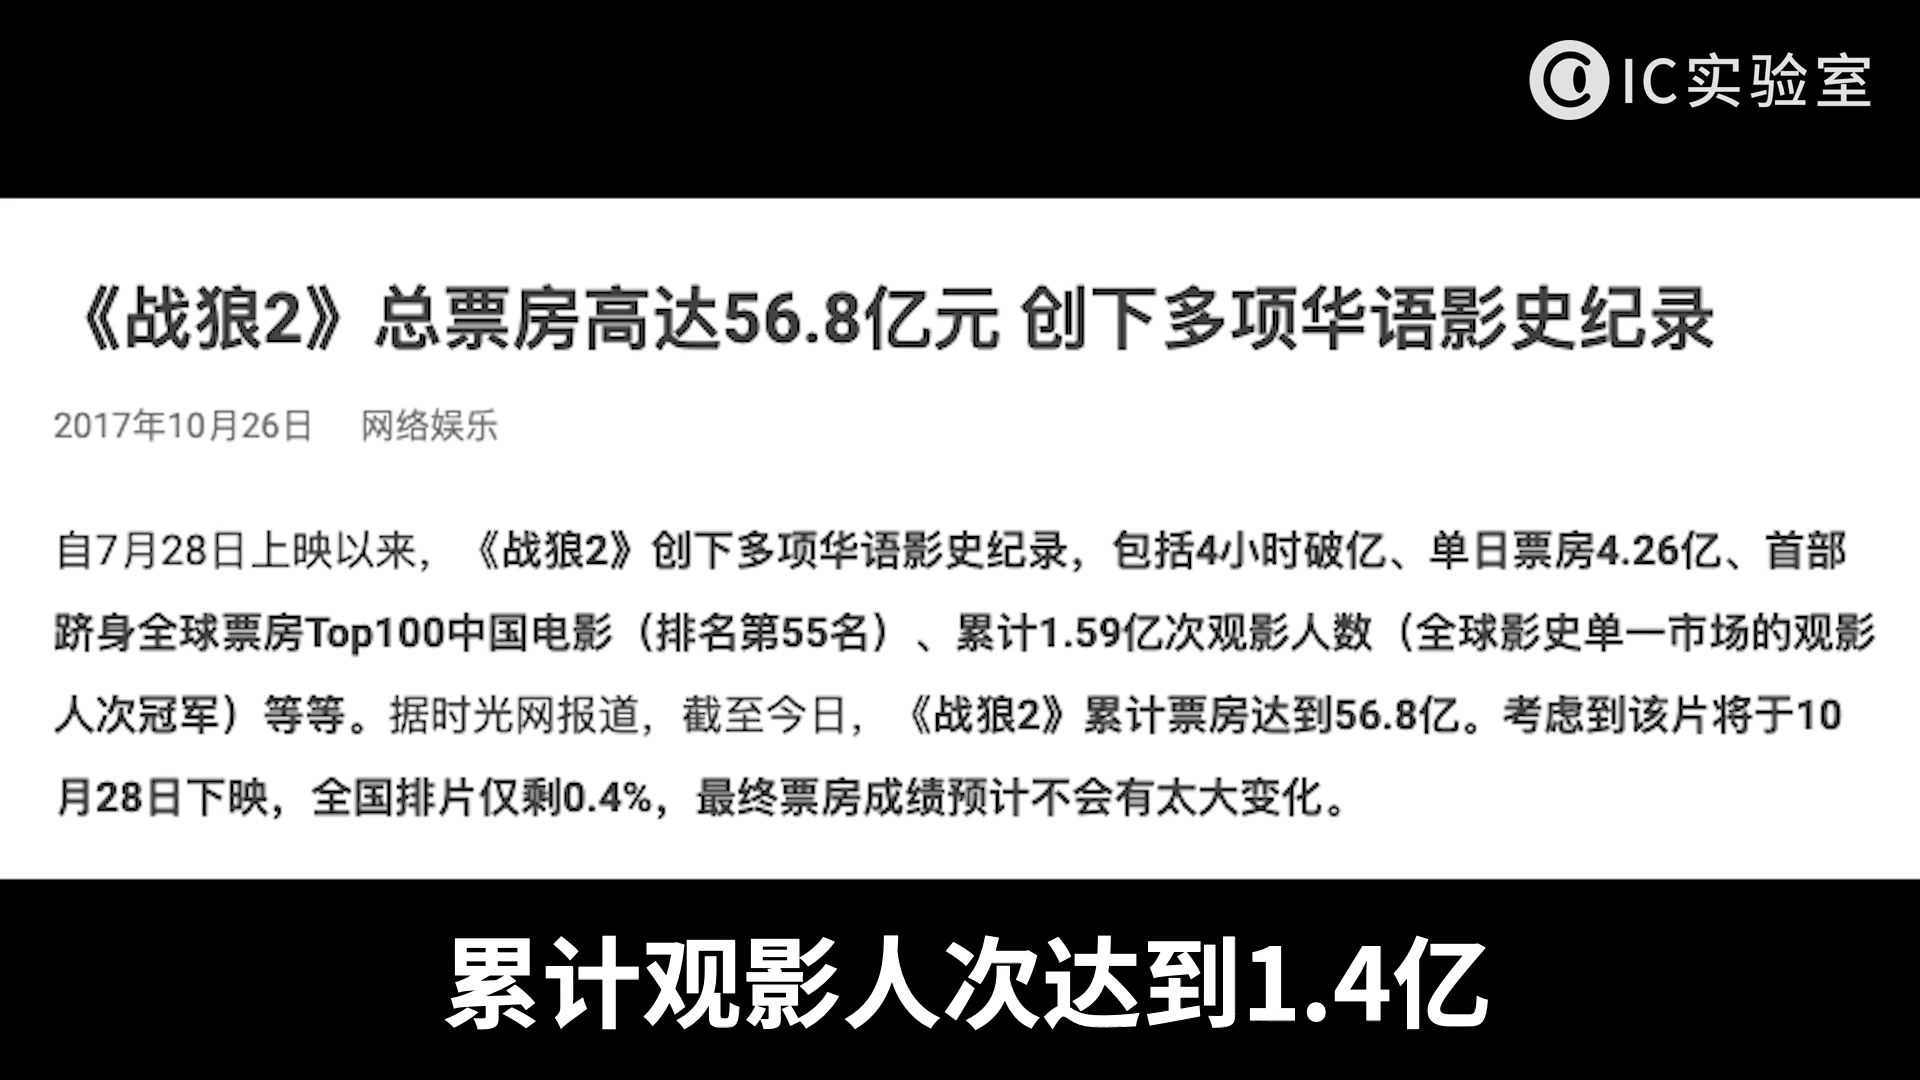 IC实验室
《战狼2》总票房高达56.8亿元 创下多项华语影史纪录
2017年10月26日 网络娱乐
自7月28日上映以来，《战狼2》创下多项华语影史纪录，包括4小时破亿、单日票房4.26亿、首部
跻身全球票房Top100中国电影（排名第55名）、累计1.59亿次观影人数（全球影史单一市场的观影
人次冠军）等等。据时光网报道，截至今日，《战狼2》累计票房达到56.8亿。考虑到该片将于10
月28日下映，全国排片仅剩0.4%，最终票房成绩预计不会有太大变化。
累计观影人次达到1.4亿